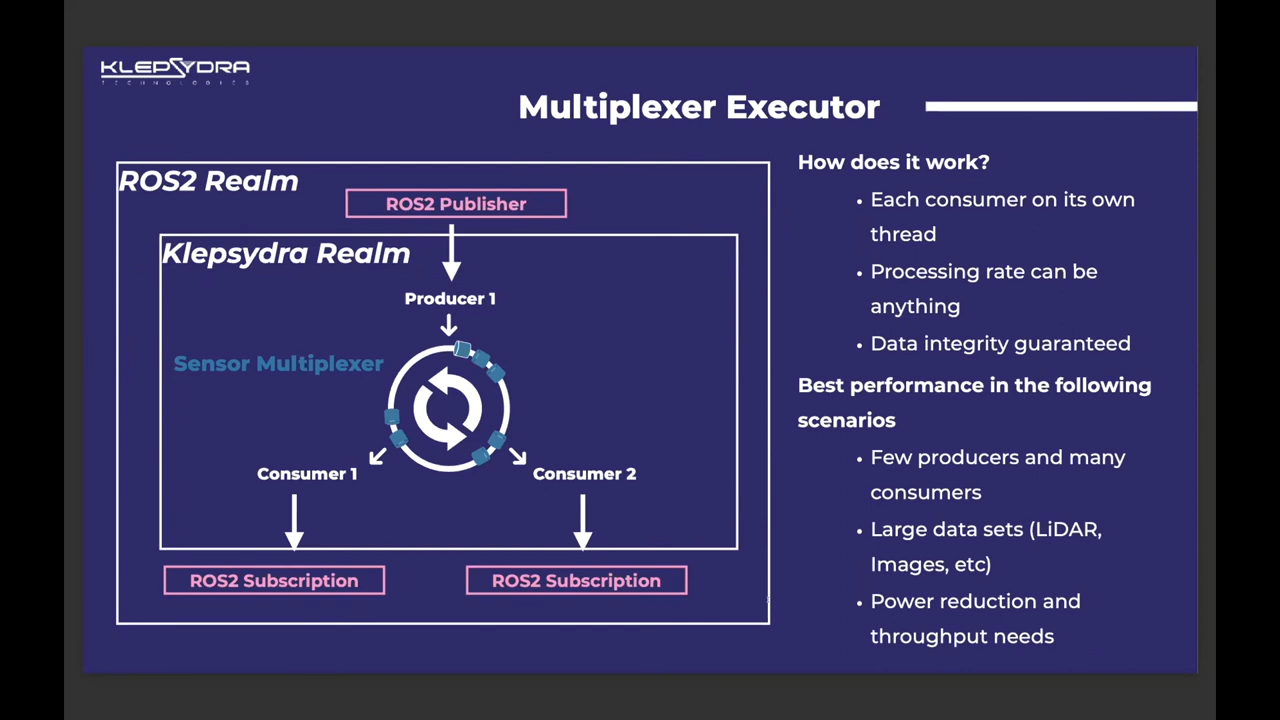 KLEPSYDRA
TECHNOLOGIES
Multiplexer Executor
ROS2 Realm
ROS2 Publisher
Klepsydra Realm
Producer 1
Sensor Multiplexer
Consumer 1
Consumer 2
ROS2 Subscription
ROS2 Subscription
How does it work?
• Each consumer on its own
thread
• Processing rate can be
anything
• Data integrity guaranteed
Best performance in the following
scenarios
• Few producers and many
consumers
• Large data sets (LiDAR,
Images, etc)
• Power reduction and
throughput needs